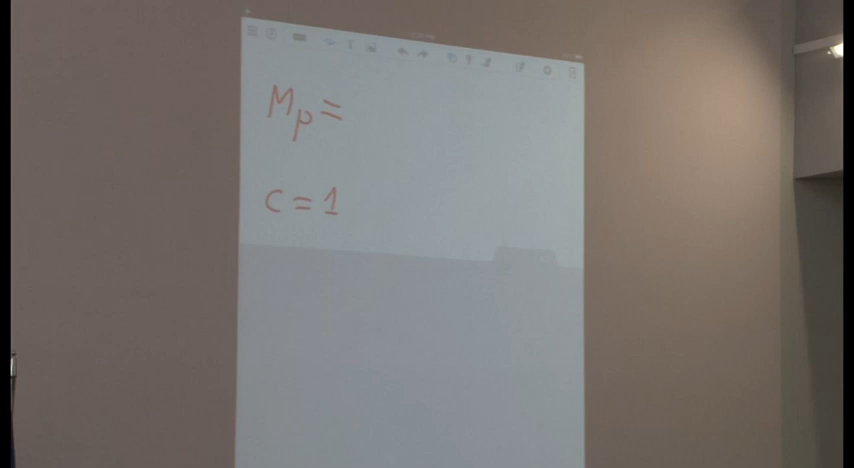 Mp =
c = 1